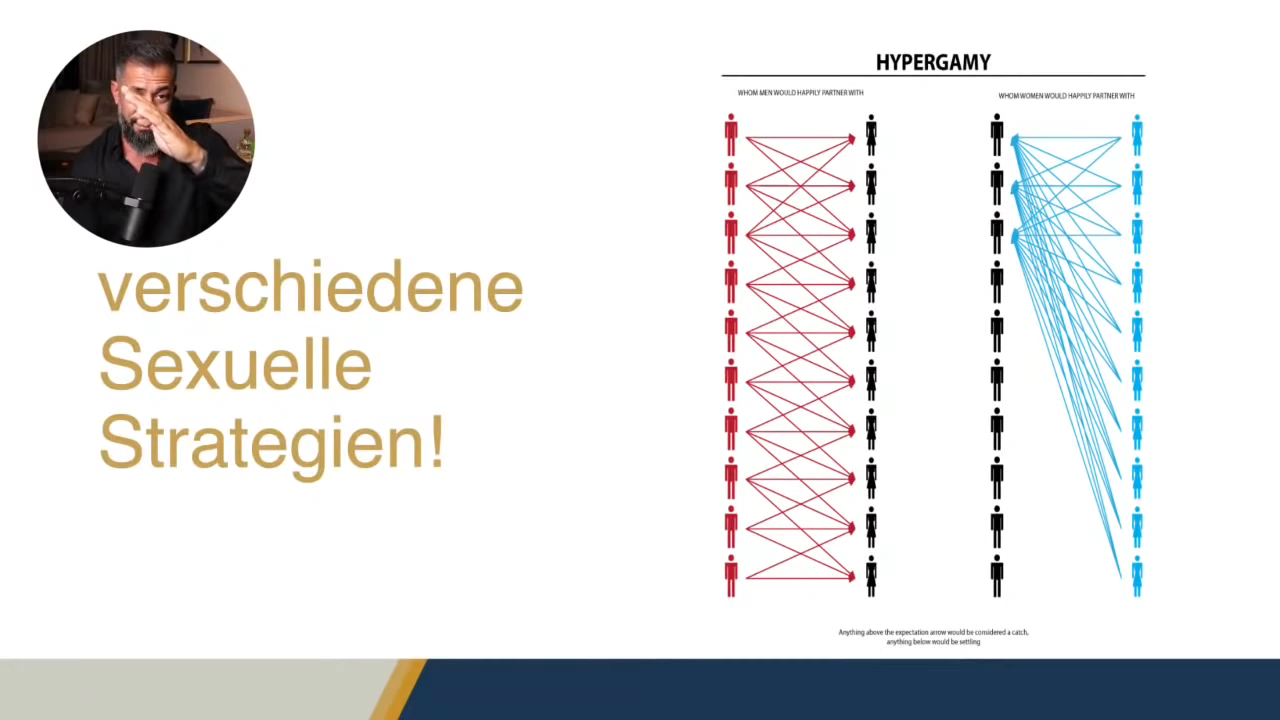 verschiedene
Sexuelle
Strategien!
HYPERGAMY
WHOM MEN WOULD HAPPILY PARTNER WITH
WHOM WOMEN WOULD HAPPILY PARTNER WITH
Anything above the expectation arrow would be considered a catch,
anything below would be settling